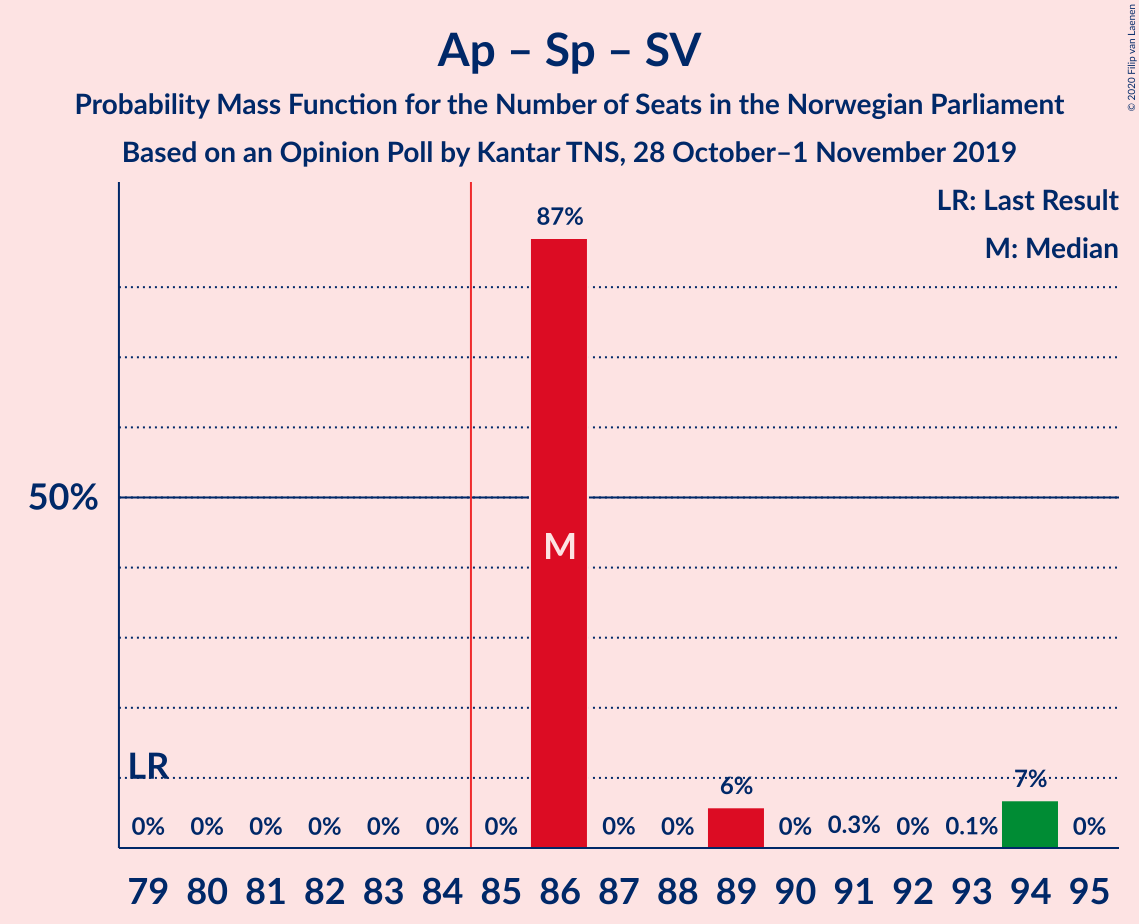 Ap – Sp – SV
Probability Mass Function for the Number of Seats in the Norwegian Parliament
Based on an Opinion Poll by Kantar TNS, 28 October–1 November 2019
© 2020 Filip van Laenen
LR: Last Result
M: Median
87%
50%
M
LR
6%
7%
0% 0% 0% 0% 0% 0% 0% 0% 0% 0% 0.3% 0% 0.1% 0%
79 80 81 82 83 84 85 86 87 88 89 90 91 92 93 94 95